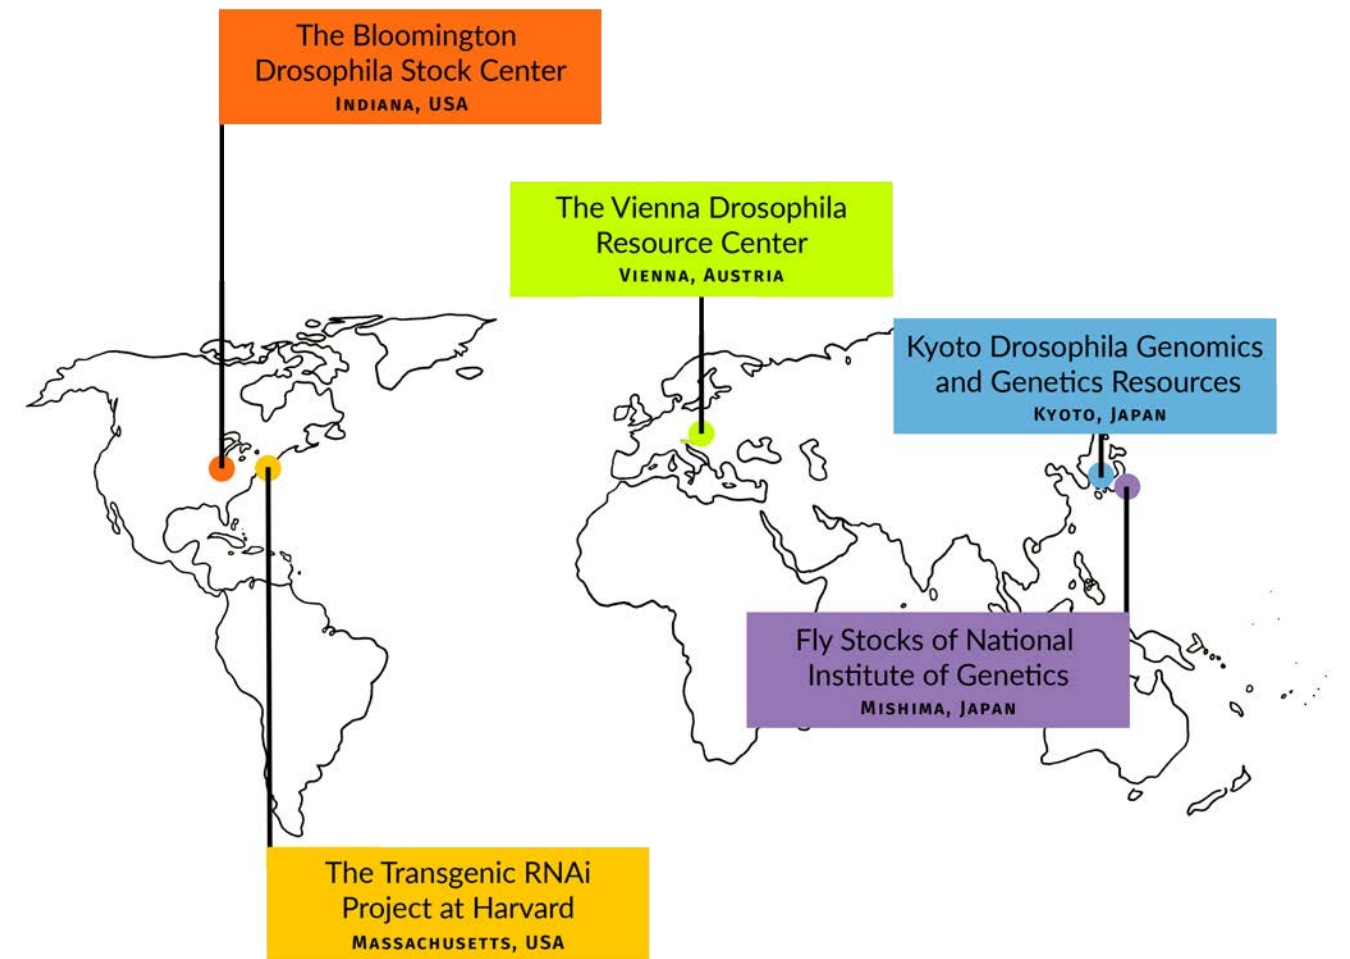 The Bloomington
Drosophila Stock Center
INDIANA, USA
The Vienna Drosophila
Resource Center
VIENNA, AUSTRIA
Kyoto Drosophila Genomics
and Genetics Resources
KYOTO, JAPAN
Fly Stocks of National
Institute of Genetics
MISHIMA, JAPAN
The Transgenic RNAi
Project at Harvard
MASSACHUSETTS, USA